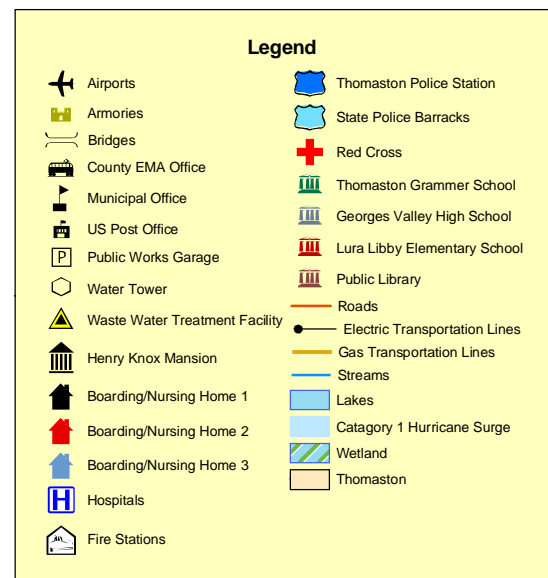 Legend
Airports
Armories
Bridges
County EMA Office
Municipal Office
US Post Office
P
Public Works Garage
Water Tower
Waste Water Treatment Facility
Henry Knox Mansion
Boarding/Nursing Home 1
Boarding/Nursing Home 2
Boarding/Nursing Home 3
H
Hospitals
Fire Stations
Thomaston Police Station
State Police Barracks
Red Cross
Thomaston Grammer School
Georges Valley High School
Lura Libby Elementary School
Public Library
Roads
Electric Transportation Lines
Gas Transportation Lines
Streams
Lakes
Catagory 1 Hurricane Surge
Wetland
Thomaston